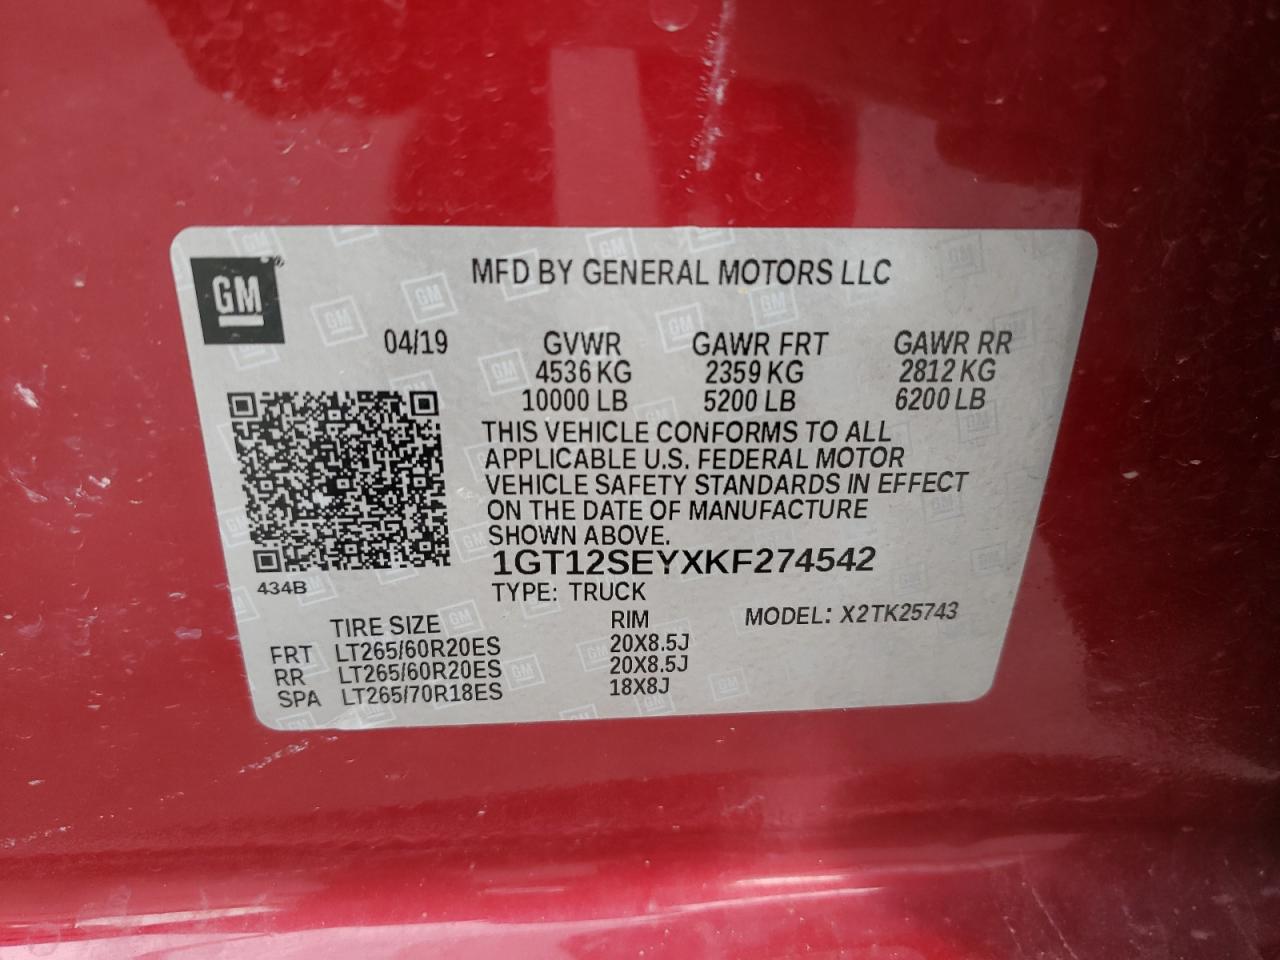 GM
MFD BY GENERAL MOTORS LLC
04/19 GVWR GAWR FRT GAWR RR
4536 KG 2359 KG 2812 KG
10000 LB 5200 LB 6200 LB
THIS VEHICLE CONFORMS TO ALL
APPLICABLE U.S. FEDERAL MOTOR
VEHICLE SAFETY STANDARDS IN EFFECT
ON THE DATE OF MANUFACTURE
SHOWN ABOVE.
1GT12SEYXKF274542
434B
TYPE: TRUCK
MODEL: X2TK25743
TIRE SIZE RIM
FRT LT265/60R20ES 20X8.5J
RR LT265/60R20ES 20X8.5J
SPA LT265/70R18ES 18X8J